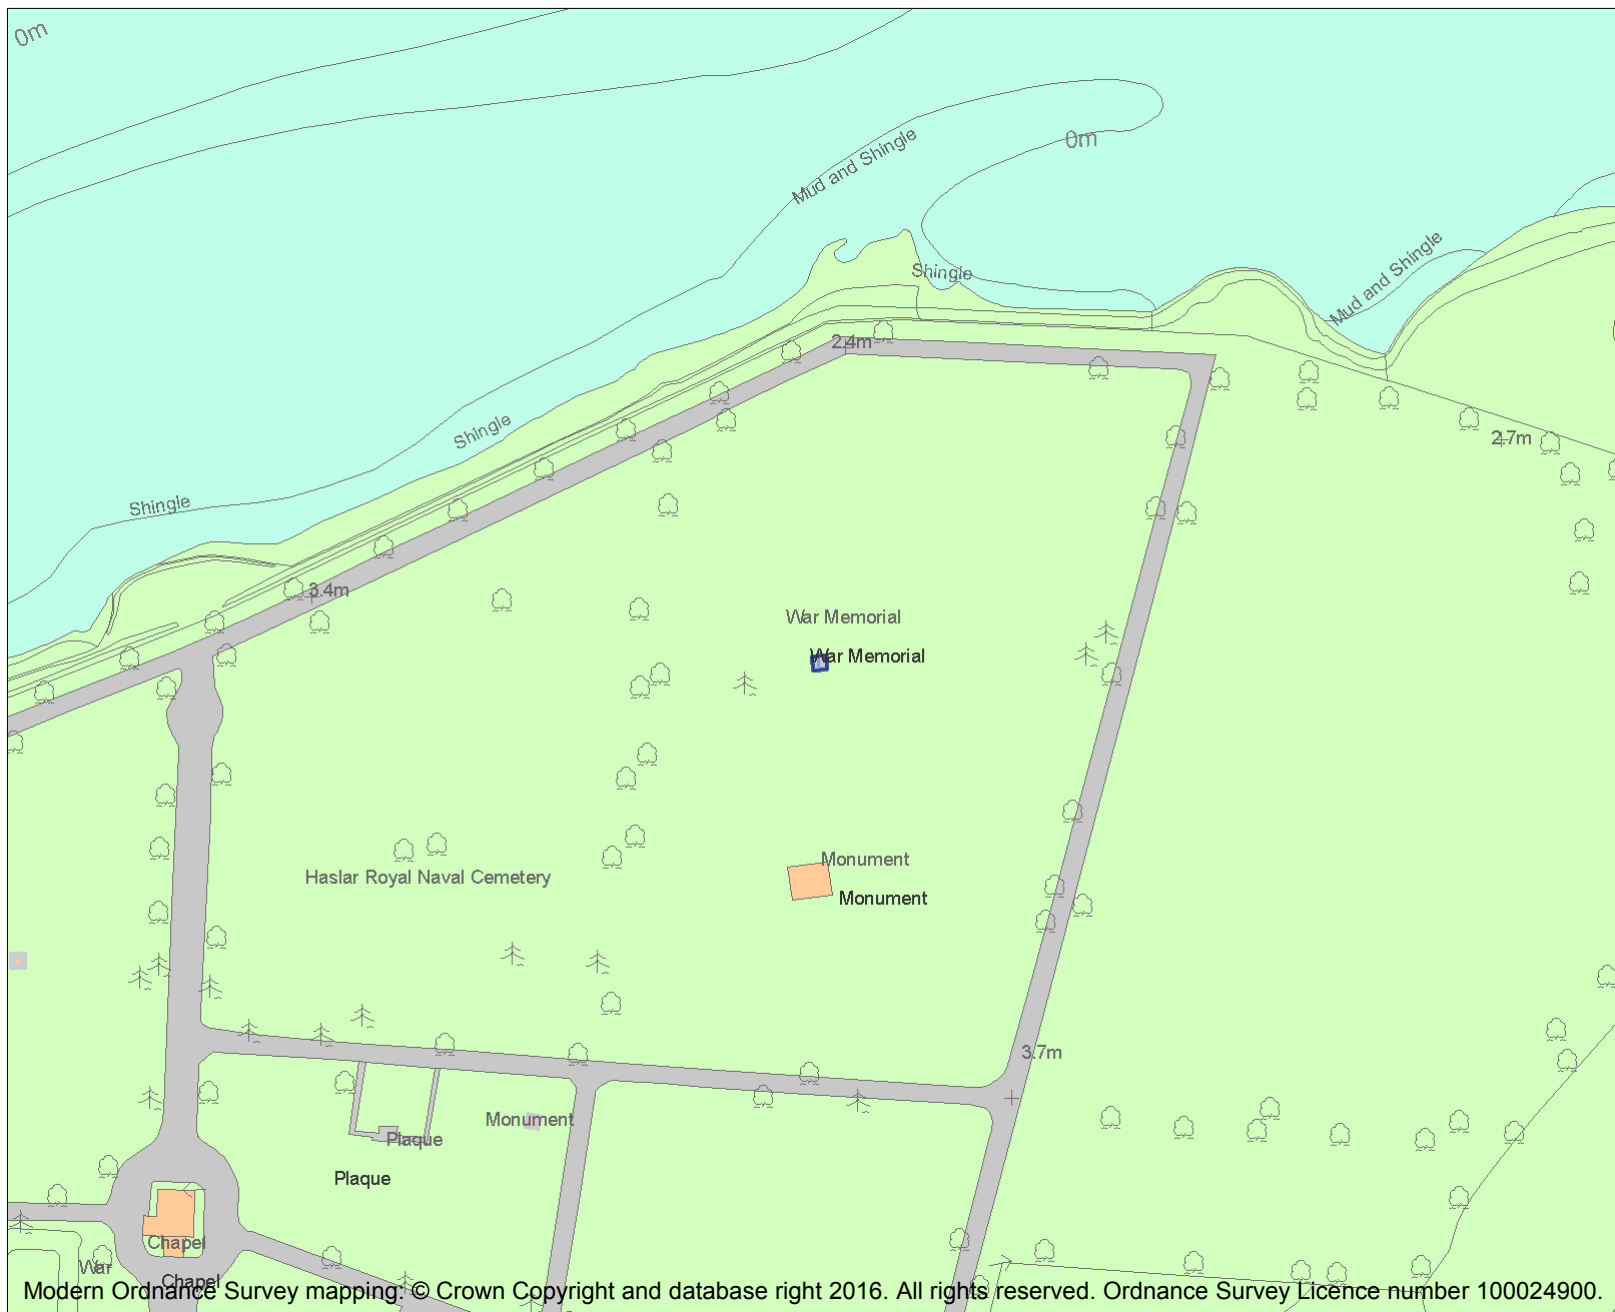 0m
0m
Mud and Shingle
Shingle
Mud and Shingle
2.4m
Shingle
2.7m
Shingle
3.4m
War Memorial
War Memorial
Monument
Haslar Royal Naval Cemetery
Monument
3.7m
Monument
Plaque
Plaque
Chapel
War
Chapel
Modern Ordnance Survey mapping: © Crown Copyright and database right 2016. All rights reserved. Ordnance Survey Licence number 100024900.